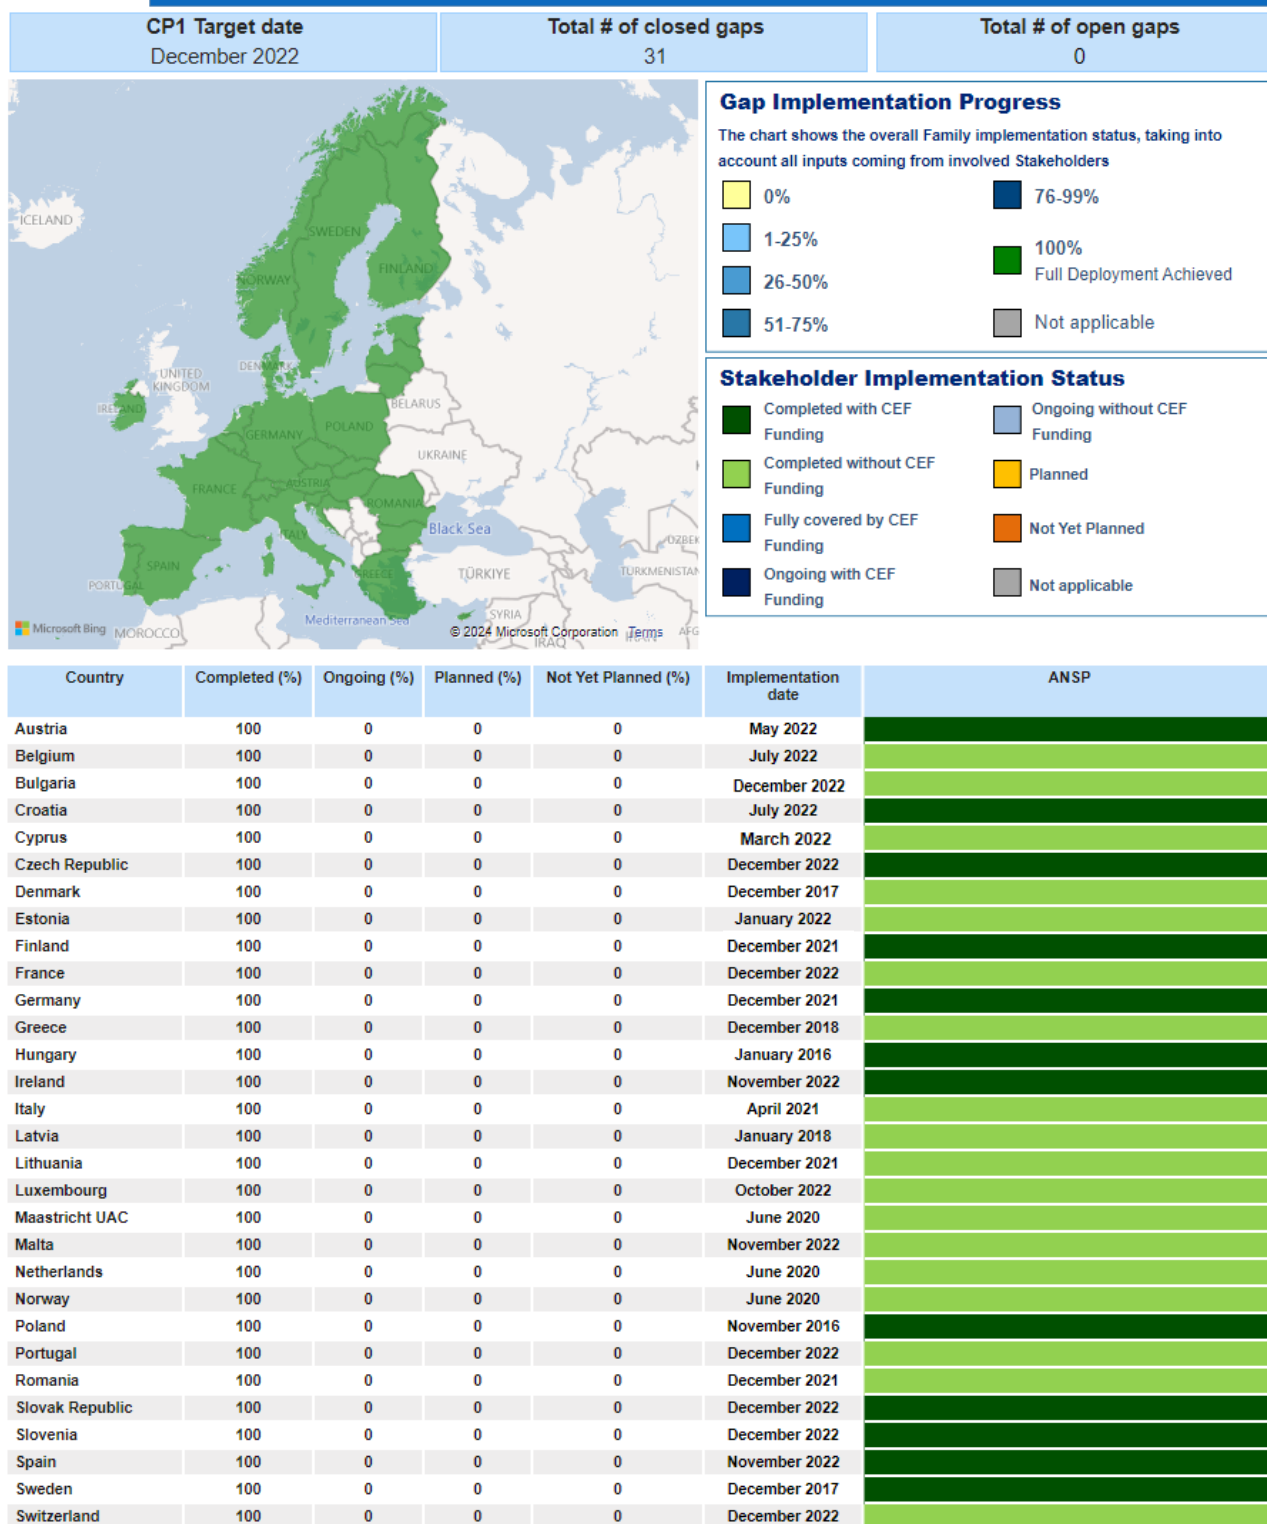 CP1 Target date
December 2022
Total # of closed gaps
31
Total # of open gaps
0
ICELAND
SWEDEN
FINLAND
NORWAY
DENMARK
UNITED
KINGDOM
IRELAND
BELARUS
POLAND
GERMANY
UKRAINE
AUSTRIA
FRANCE
ROMANIA
ITALY
Black Sea
UZBEK
SPAIN
GREECE
TÜRKIYE
TURKMENISTAN
PORTUGAL
SYRIA
Mediterranean Sea
Microsoft Bing
MOROCCO
© 2024 Microsoft Corporation Terms
IRAQ
AFG
Gap Implementation Progress
The chart shows the overall Family implementation status, taking into
account all inputs coming from involved Stakeholders
0%
1-25%
26-50%
51-75%
76-99%
100%
Full Deployment Achieved
Not applicable
Stakeholder Implementation Status
Completed with CEF
Funding
Completed without CEF
Funding
Fully covered by CEF
Funding
Ongoing with CEF
Funding
Ongoing without CEF
Funding
Planned
Not Yet Planned
Not applicable
Country Completed (%) Ongoing (%) Planned (%) Not Yet Planned (%) Implementation date ANSP
Austria 100 0 0 0 May 2022
Belgium 100 0 0 0 July 2022
Bulgaria 100 0 0 0 December 2022
Croatia 100 0 0 0 July 2022
Cyprus 100 0 0 0 March 2022
Czech Republic 100 0 0 0 December 2022
Denmark 100 0 0 0 December 2017
Estonia 100 0 0 0 January 2022
Finland 100 0 0 0 December 2021
France 100 0 0 0 December 2022
Germany 100 0 0 0 December 2021
Greece 100 0 0 0 December 2018
Hungary 100 0 0 0 January 2016
Ireland 100 0 0 0 November 2022
Italy 100 0 0 0 April 2021
Latvia 100 0 0 0 January 2018
Lithuania 100 0 0 0 December 2021
Luxembourg 100 0 0 0 October 2022
Maastricht UAC 100 0 0 0 June 2020
Malta 100 0 0 0 November 2022
Netherlands 100 0 0 0 June 2020
Norway 100 0 0 0 June 2020
Poland 100 0 0 0 November 2016
Portugal 100 0 0 0 December 2022
Romania 100 0 0 0 December 2021
Slovak Republic 100 0 0 0 December 2022
Slovenia 100 0 0 0 December 2022
Spain 100 0 0 0 November 2022
Sweden 100 0 0 0 December 2017
Switzerland 100 0 0 0 December 2022